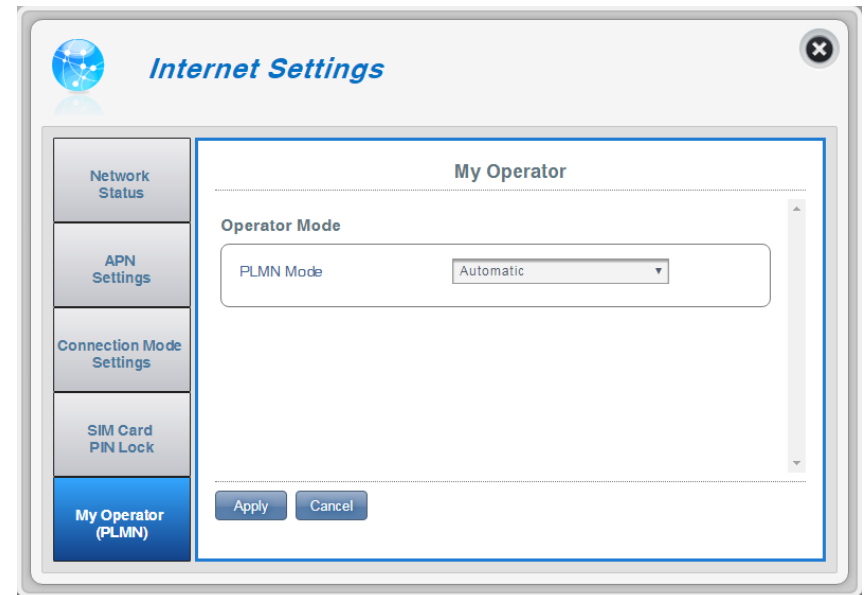 Internet Settings
Network
Status
APN
Settings
Connection Mode
Settings
SIM Card
PIN Lock
My Operator
(PLMN)
My Operator
Operator Mode
PLMN Mode
Automatic
Apply
Cancel